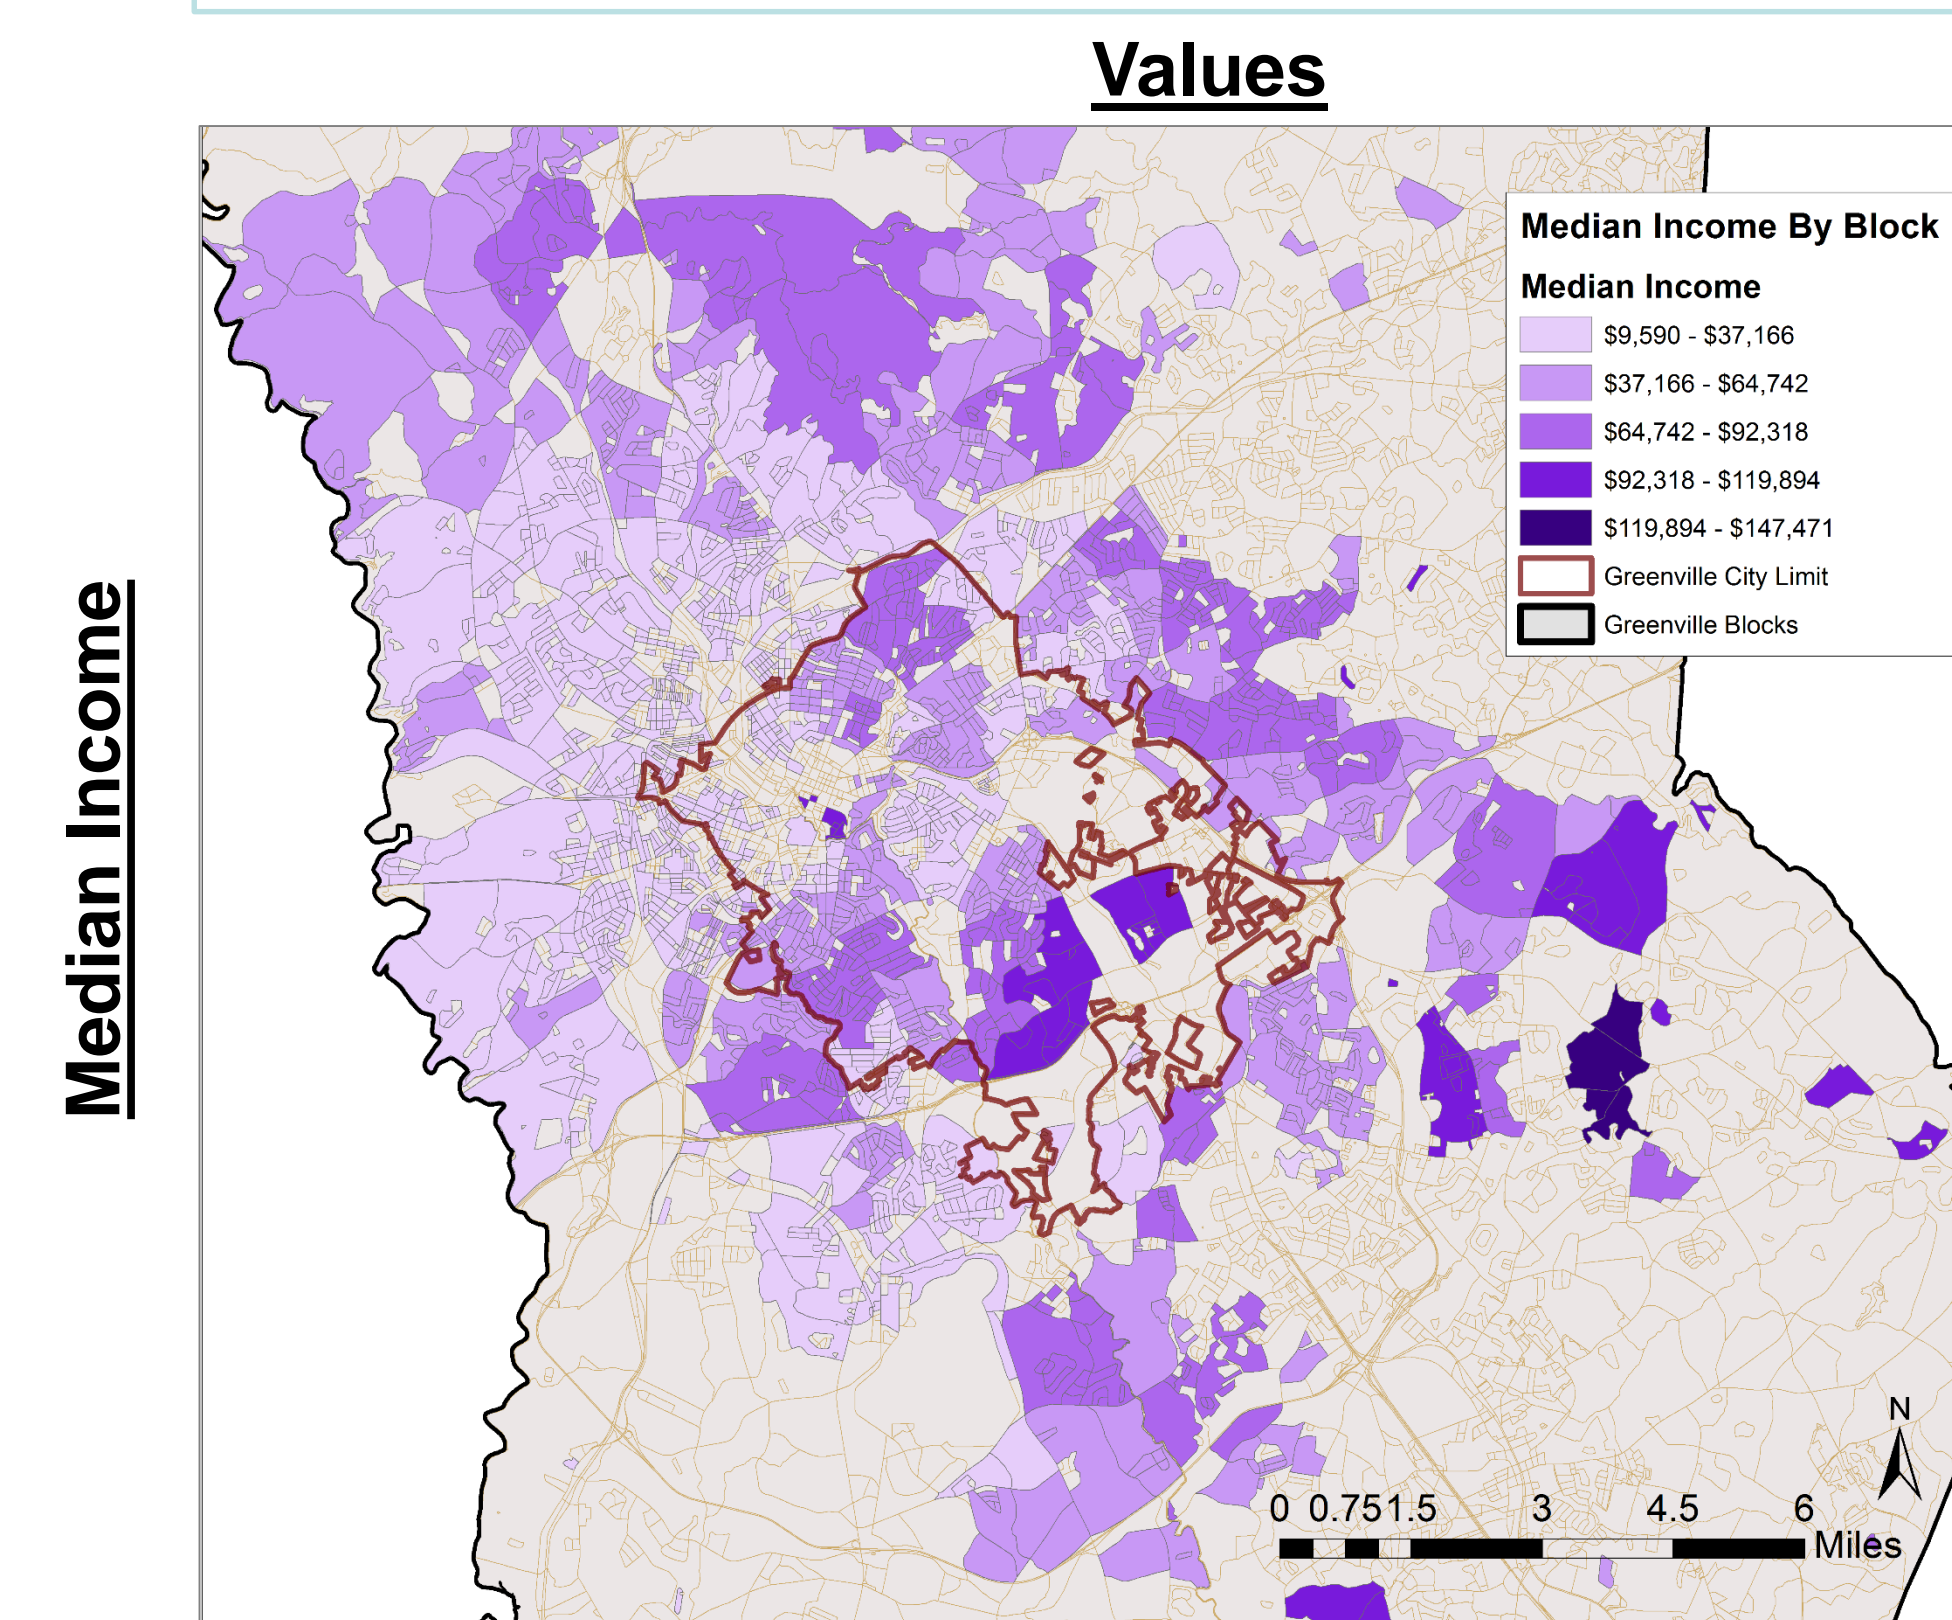 Values
Median Income
Median Income By Block
Median Income
$9,590 - $37,166
$37,166 - $64,742
$64,742 - $92,318
$92,318 - $119,894
$119,894 - $147,471
Greenville City Limit
Greenville Blocks
N
0 0.75 1.5 3 4.5 6
Miles